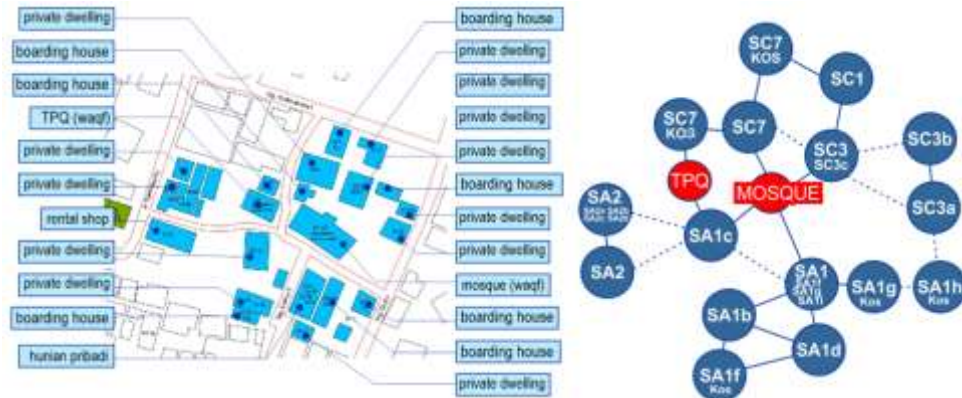 private dwelling
boarding house
boarding house
TPQ (waqf)
private dwelling
private dwelling
rental shop
private dwelling
private dwelling
boarding house
hunian pribadi
boarding house
private dwelling
private dwelling
private dwelling
private dwelling
boarding house
private dwelling
private dwelling
mosque (waqf)
boarding house
boarding house
private dwelling
SC7
KOS
SC1
SC7
KOS
SC7
SC3
SC3c
SC3b
TPQ
MOSQUE
SC3a
SA2
SA1c
SA2
SA1
SA1g
Kos
SA1h
Kos
SA1b
SA1d
SA1f
Kos